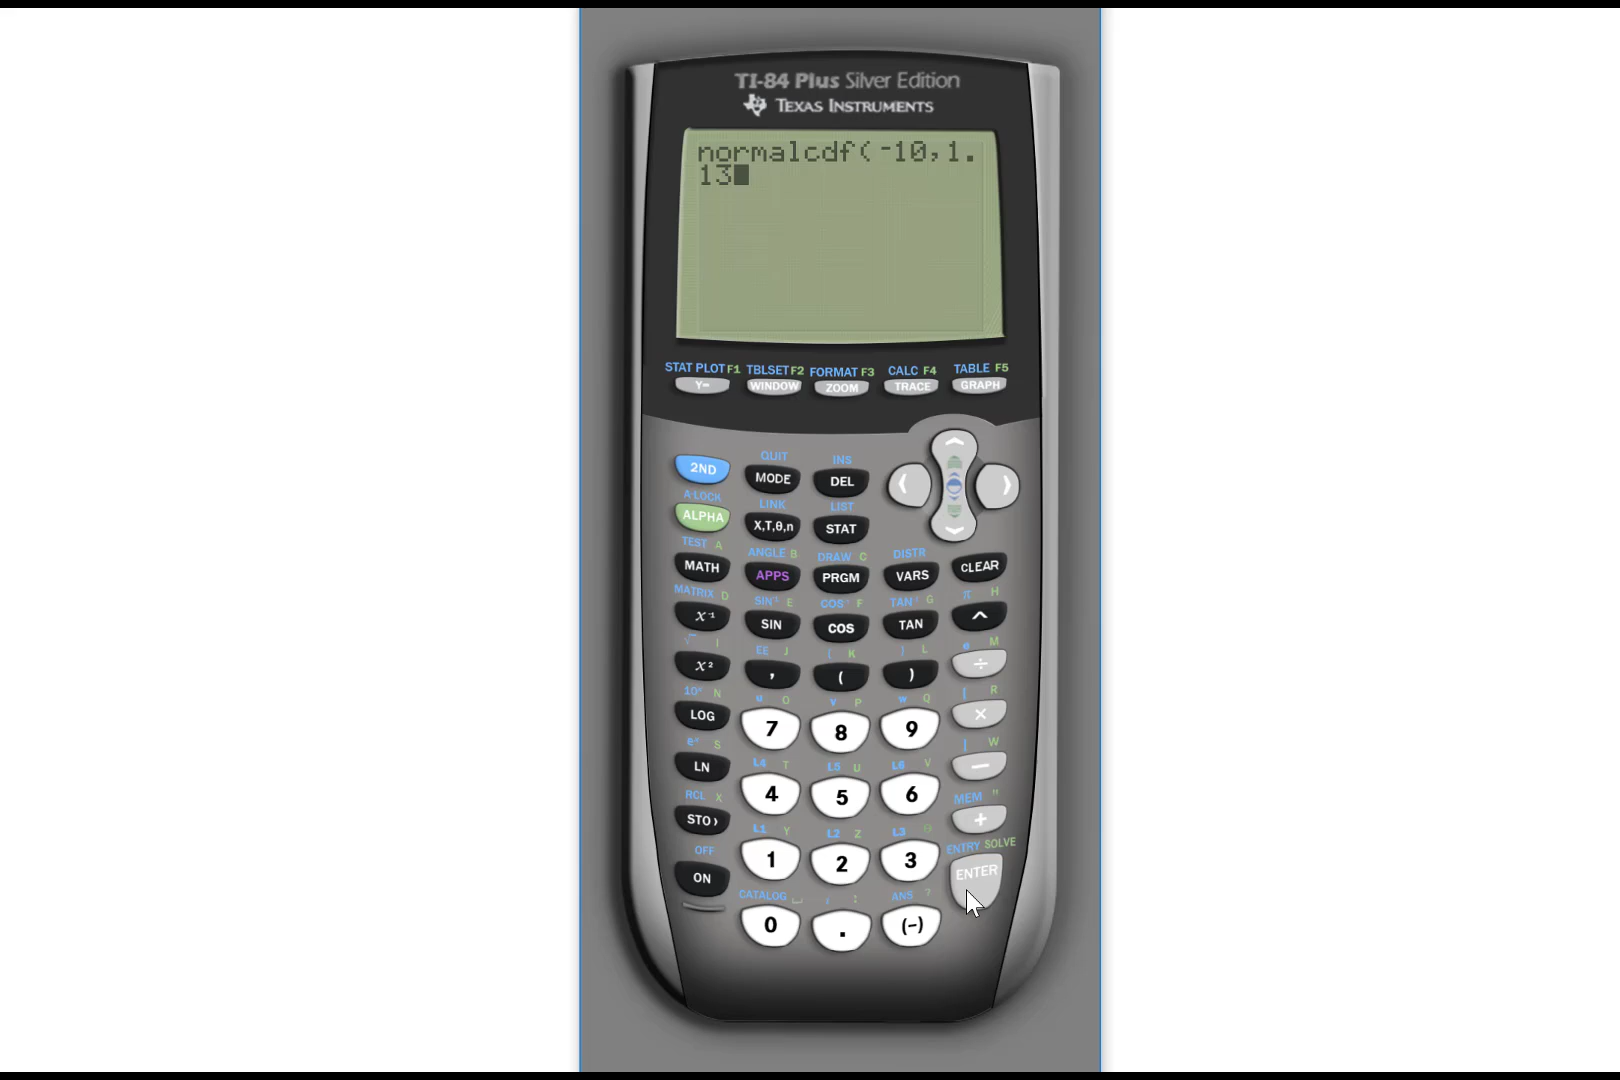 TI-84 Plus Silver Edition
TEXAS INSTRUMENTS
normalcdf(-10,1.
13
STAT PLOT F1 TBLSET F2 FORMAT F3 CALC F4 TABLE F5
Y= WINDOW ZOOM TRACE GRAPH
QUIT INS
2ND MODE DEL
A-LOCK LINK LIST
ALPHA X,T,θ,n STAT
TEST A ANGLE B DRAW C DISTR
MATH APPS PRGM VARS CLEAR
MATRIX D SIN⁻¹ E COS⁻¹ F TAN⁻¹ G π H
x⁻¹ SIN COS TAN ^
√ I EE J { K } L e M
x² , ( ) ÷
10ˣ N u O v P w Q [ R
LOG 7 8 9 ×
eˣ S L4 T L5 U L6 V ] W
LN 4 5 6 −
RCL X L1 Y L2 Z L3 θ MEM "
STO› 1 2 3 +
OFF CATALOG i : ANS ? ENTRY SOLVE
ON 0 . (−) ENTER